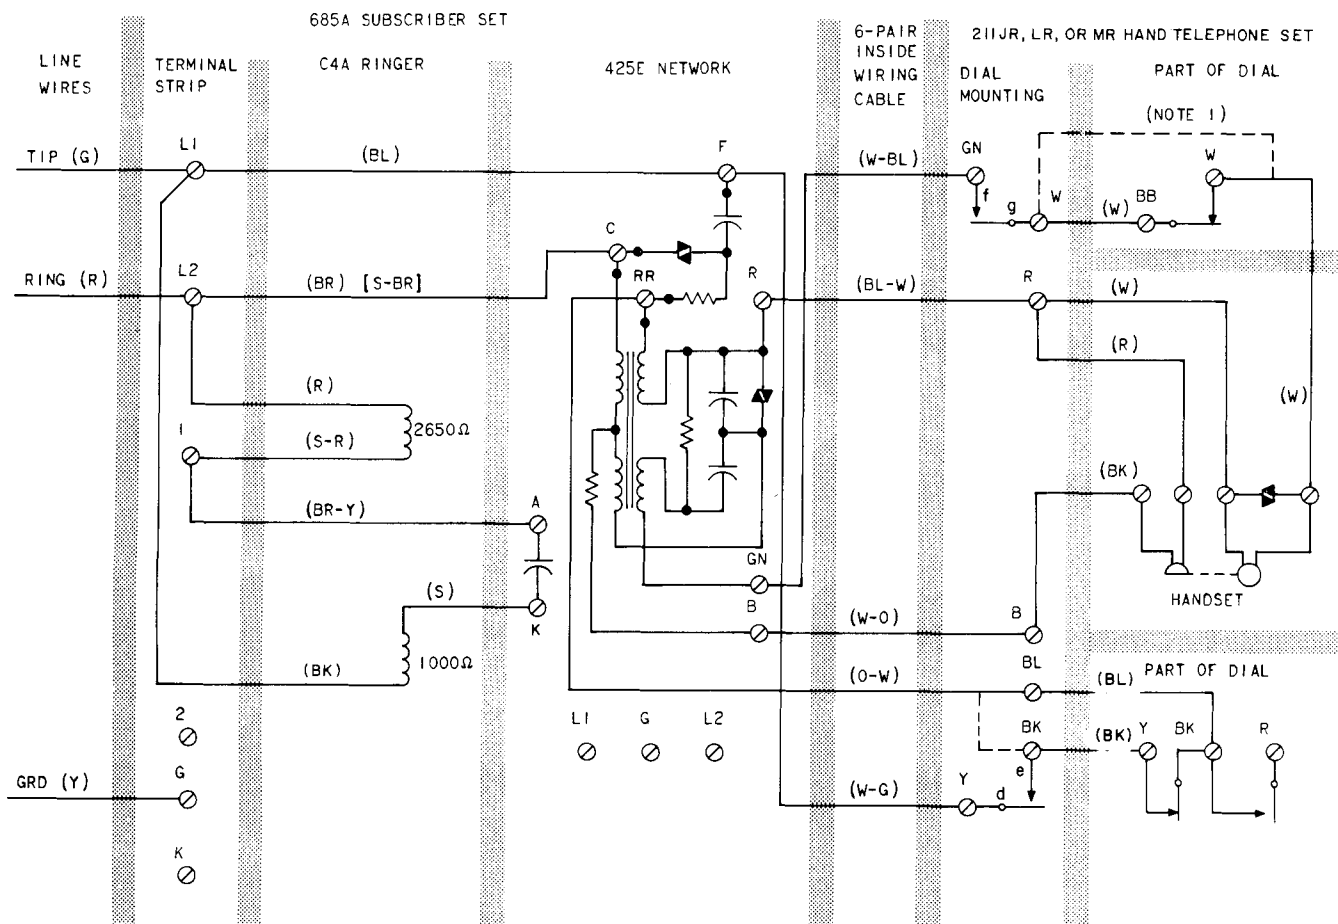 685A SUBSCRIBER SET
LINE
WIRES
TERMINAL
STRIP
C4A RINGER
425E NETWORK
6-PAIR
INSIDE
WIRING
CABLE
211JR, LR, OR MR HAND TELEPHONE SET
DIAL
MOUNTING
PART OF DIAL
(NOTE 1)
TIP (G)
L1
(BL)
F
(W-BL)
GN
f
g
W
(W)
BB
W
C
RING (R)
L2
(BR) [S-BR]
RR
R
(BL-W)
R
(W)
(R)
(W)
(R)
2650Ω
1
(S-R)
(BR-Y)
A
(BK)
GN
HANDSET
(S)
K
B
(W-O)
B
1000Ω
(BK)
(O-W)
BL
(BL)
PART OF DIAL
2
L1
G
L2
BK
(BK)
Y
BK
R
e
G
GRD (Y)
(W-G)
Y
d
K